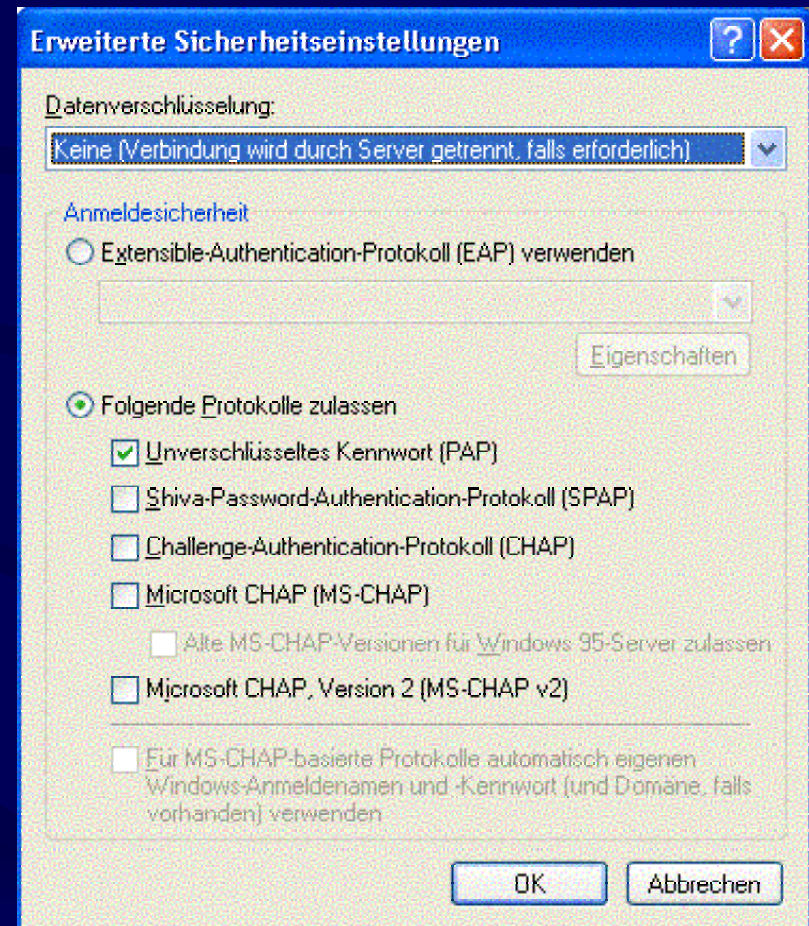 Erweiterte Sicherheitseinstellungen
Datenverschlüsselung:
Keine (Verbindung wird durch Server getrennt, falls erforderlich)
Anmeldesicherheit
Extensible-Authentication-Protokoll (EAP) verwenden
Eigenschaften
Folgende Protokolle zulassen
Unverschlüsseltes Kennwort (PAP)
Shiva-Password-Authentication-Protokoll (SPAP)
Challenge-Authentication-Protokoll (CHAP)
Microsoft CHAP (MS-CHAP)
Alte MS-CHAP-Versionen für Windows 95-Server zulassen
Microsoft CHAP, Version 2 (MS-CHAP v2)
Für MS-CHAP-basierte Protokolle automatisch eigenen
Windows-Anmeldenamen und -Kennwort (und Domäne, falls
vorhanden) verwenden
OK
Abbrechen